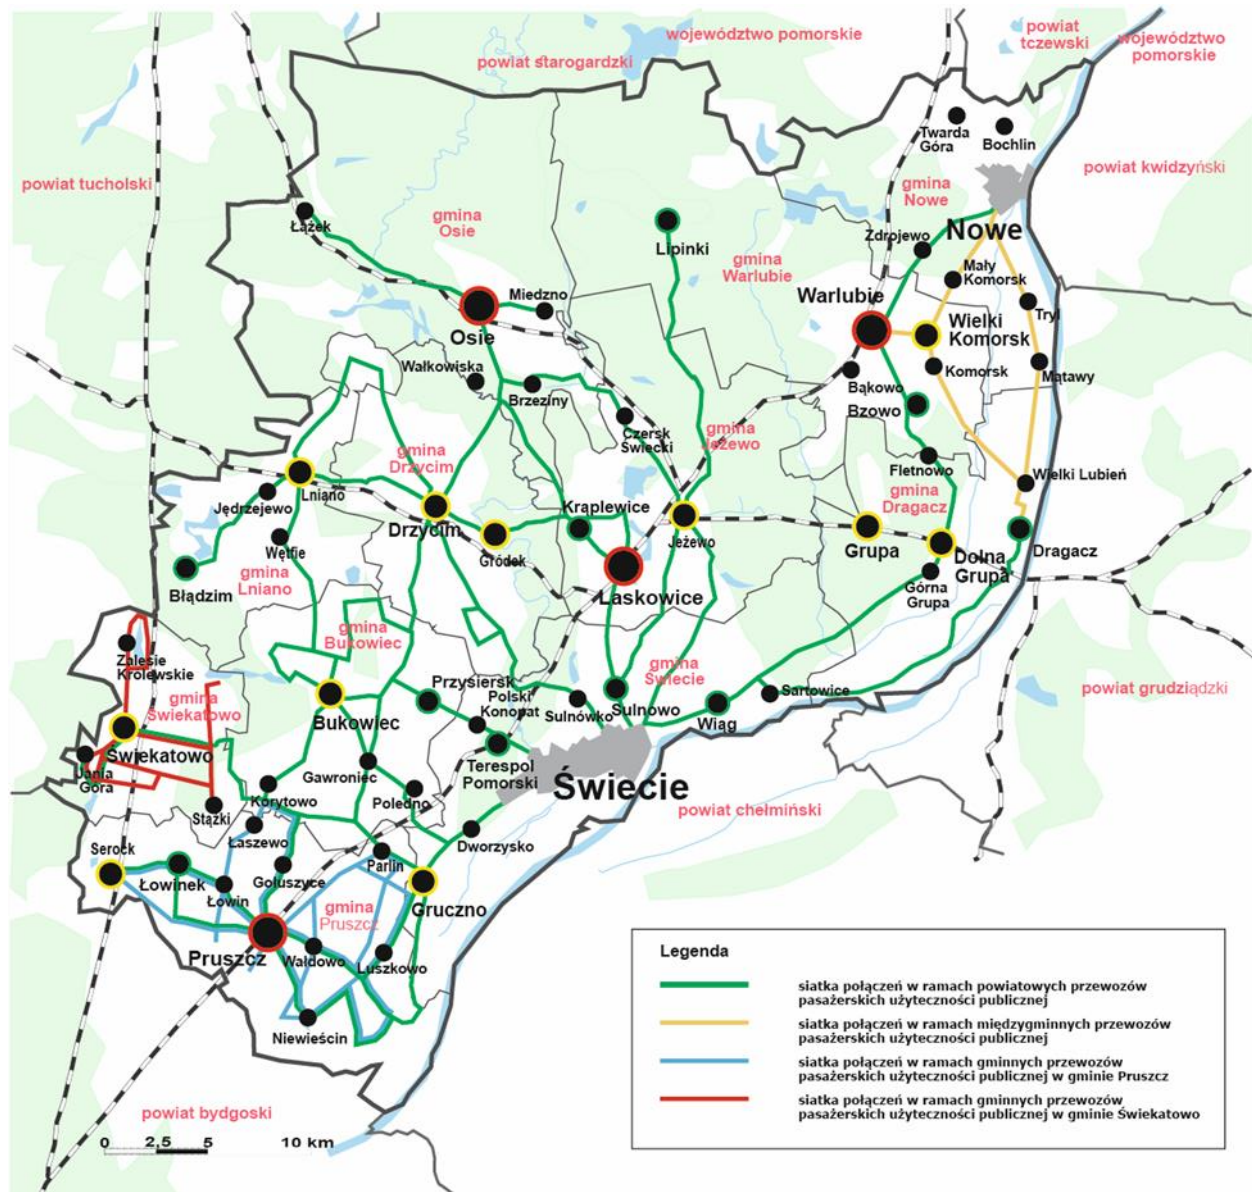 województwo pomorskie
powiat
tczewski
województwo
pomorskie
powiat starogardzki
Twarda
Góra
Bochlin
powiat kwidzyński
powiat tucholski
gmina
Nowe
gmina
Osie
Łążek
Lipinki
Zdrojewo
Nowe
gmina
Warlubie
Mały
Komorsk
Miedzno
Warlubie
Tryl
Osie
Wielki
Komorsk
Wałkowiska
Brzeziny
Bąkowo
Komorsk
Mątawy
Bzowo
Czersk
Świecki
gmina
Jeżewo
gmina
Drzycim
Fletnowo
Wielki Lubień
Lniano
gmina
Dragacz
Jędrzejewo
Krąplewice
Drzycim
Gródek
Jeżewo
Grupa
Dolna
Grupa
Dragacz
Wętfie
gmina
Lniano
Błądzim
Laskowice
Górna
Grupa
gmina
Bukowiec
Zalesie
Królewskie
gmina
Świecie
gmina
Świekatowo
Przysiersk
Polski
Konopat
Sulnówko
Sulnowo
Sartowice
powiat grudziądzki
Bukowiec
Wiąg
Świekatowo
Terespol
Pomorski
Jania
Góra
Gawroniec
Świecie
Korytowo
Poledno
Stążki
powiat chełmiński
Łaszewo
Serock
Dworzysko
Parlin
Łowinek
Gołuszyce
Łowin
Gruczno
gmina
Pruszcz
Pruszcz
Wałdowo
Luszkowo
Niewieścin
powiat bydgoski
0 2,5 5 10 km
Legenda
siatka połączeń w ramach powiatowych przewozów
pasażerskich użyteczności publicznej
siatka połączeń w ramach międzygminnych przewozów
pasażerskich użyteczności publicznej
siatka połączeń w ramach gminnych przewozów
pasażerskich użyteczności publicznej w gminie Pruszcz
siatka połączeń w ramach gminnych przewozów
pasażerskich użyteczności publicznej w gminie Świekatowo